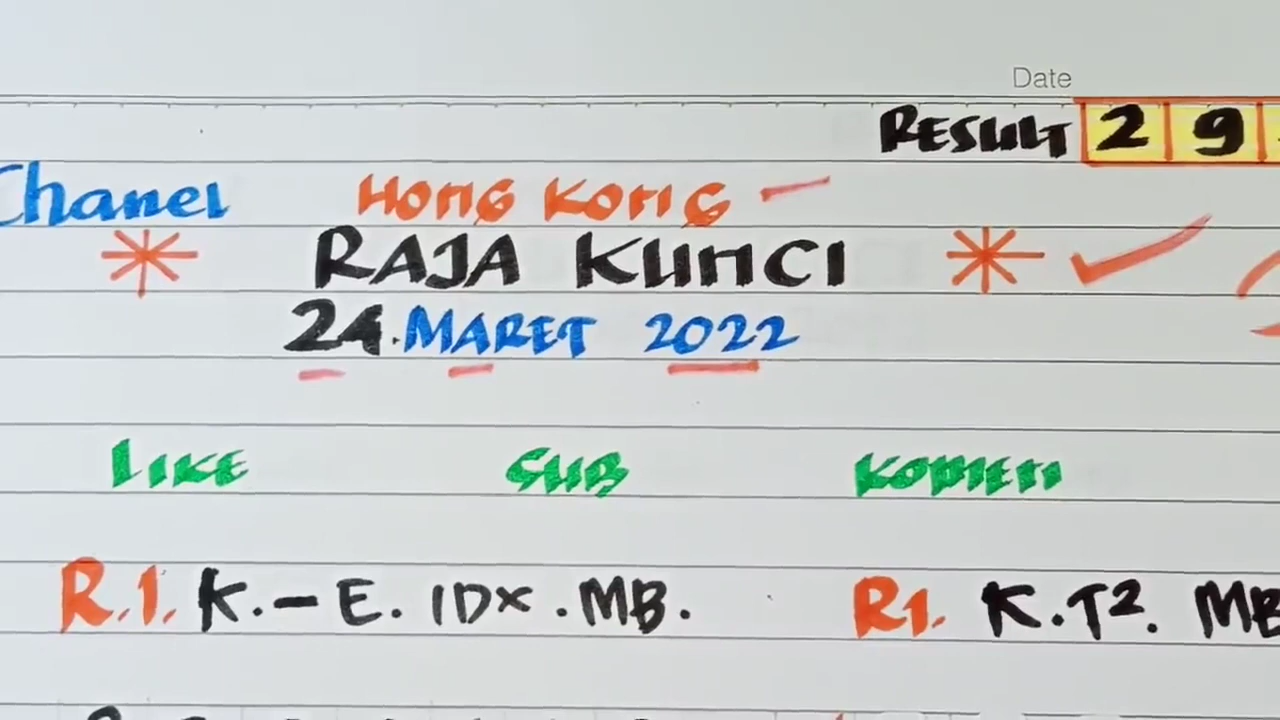 Date
RESULT 2 9
Chanel HONG KONG -
RAJA KUNCI
24.MARET 2022
LIKE SUB KOMEN
R.1. K.- E. IDX .MB. R1. K.T². MB